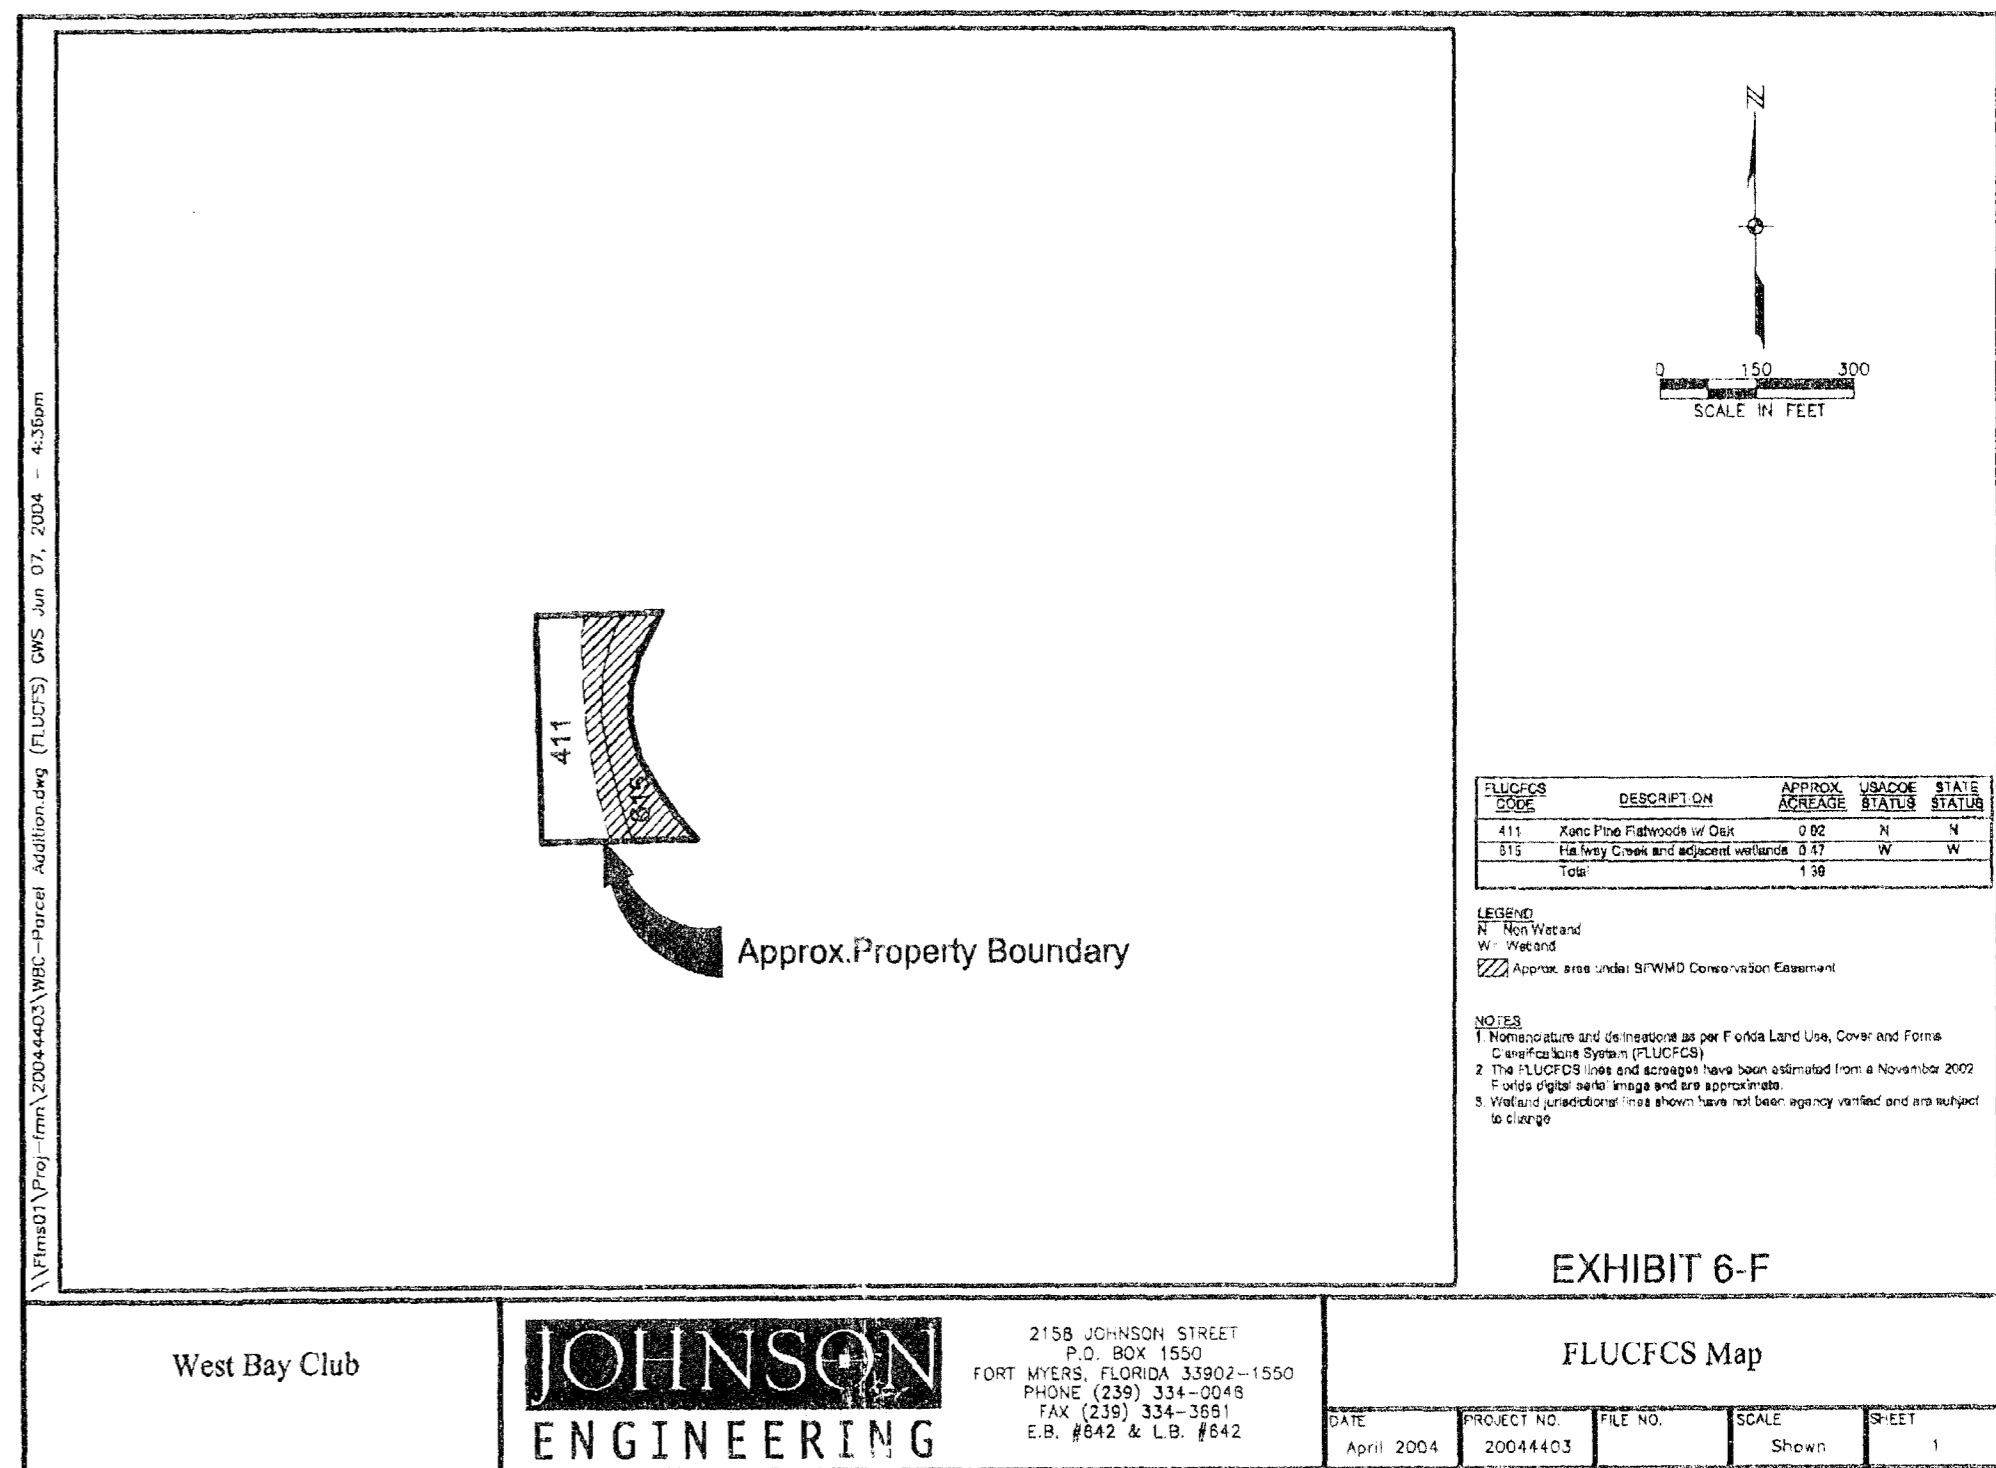 \\Ftms01\Proj-fmn\20044403\WBC-Parcel Addition.dwg (FLUCFS) GWS Jun 07, 2004 - 4:36pm
N
0 150 300
SCALE IN FEET
411
615
Approx.Property Boundary
FLUCFCS CODE DESCRIPTION APPROX. ACREAGE USACOE STATUS STATE STATUS
411 Xeric Pine Flatwoods w/ Oak 0.92 N N
615 Halfway Creek and adjacent wetlands 0.47 W W
Total 1.39
LEGEND
N - Non Wetland
W - Wetland
Approx. area under SFWMD Conservation Easement
NOTES
1. Nomenclature and delineations as per Florida Land Use, Cover and Forms
Classifications System (FLUCFCS)
2. The FLUCFCS lines and acreages have been estimated from a November 2002
Florida digital aerial image and are approximate.
3. Wetland jurisdictional lines shown have not been agency verified and are subject
to change
EXHIBIT 6-F
West Bay Club
JOHNSON
ENGINEERING
2158 JOHNSON STREET
P.O. BOX 1550
FORT MYERS, FLORIDA 33902-1550
PHONE (239) 334-0046
FAX (239) 334-3661
E.B. #642 & L.B. #642
FLUCFCS Map
DATE PROJECT NO. FILE NO. SCALE SHEET
April 2004 20044403 Shown 1